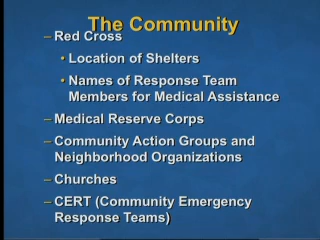 The Community
– Red Cross
• Location of Shelters
• Names of Response Team
Members for Medical Assistance
– Medical Reserve Corps
– Community Action Groups and
Neighborhood Organizations
– Churches
– CERT (Community Emergency
Response Teams)